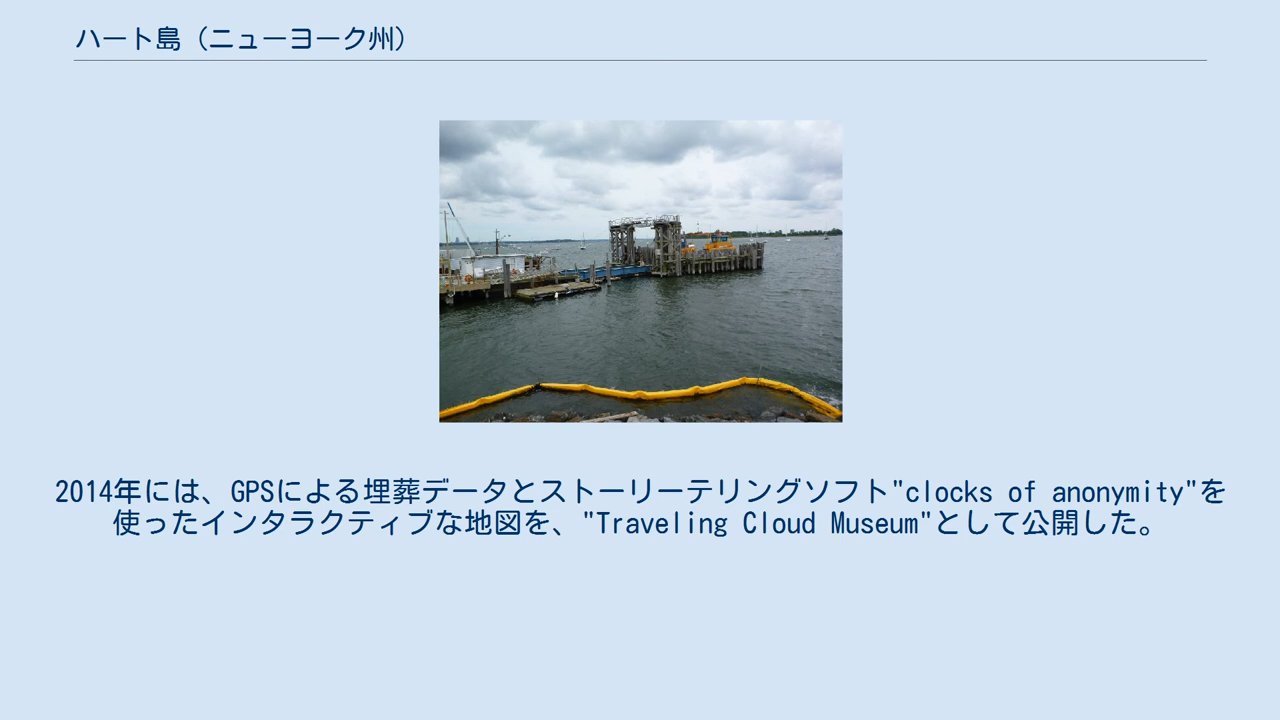 ハート島（ニューヨーク州）
2014年には、GPSによる埋葬データとストーリーテリングソフト"clocks of anonymity"を
使ったインタラクティブな地図を、"Traveling Cloud Museum"として公開した。